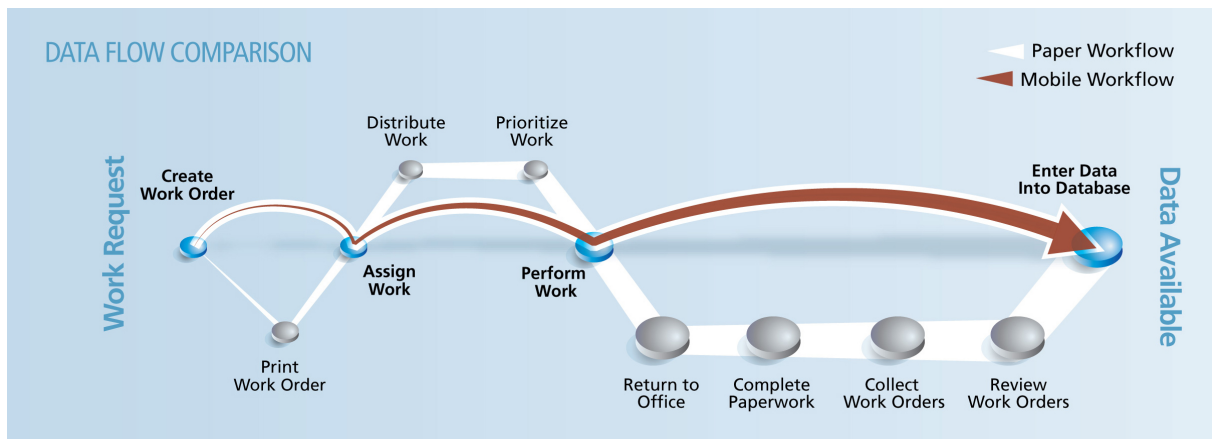 DATA FLOW COMPARISON
Paper Workflow
Mobile Workflow
Work Request
Create
Work Order
Print
Work Order
Assign
Work
Distribute
Work
Prioritize
Work
Perform
Work
Return to
Office
Complete
Paperwork
Collect
Work Orders
Review
Work Orders
Enter Data
Into Database
Data Available